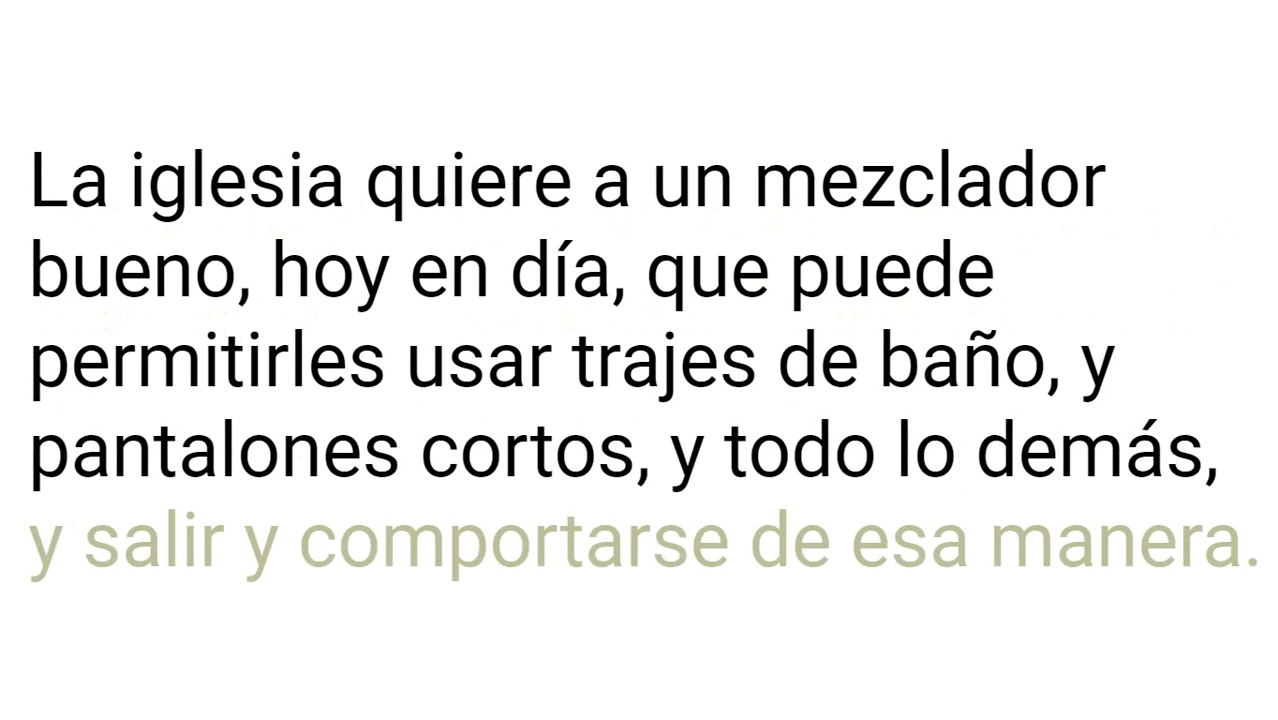 La iglesia quiere a un mezclador
bueno, hoy en día, que puede
permitirles usar trajes de baño, y
pantalones cortos, y todo lo demás,
y salir y comportarse de esa manera.